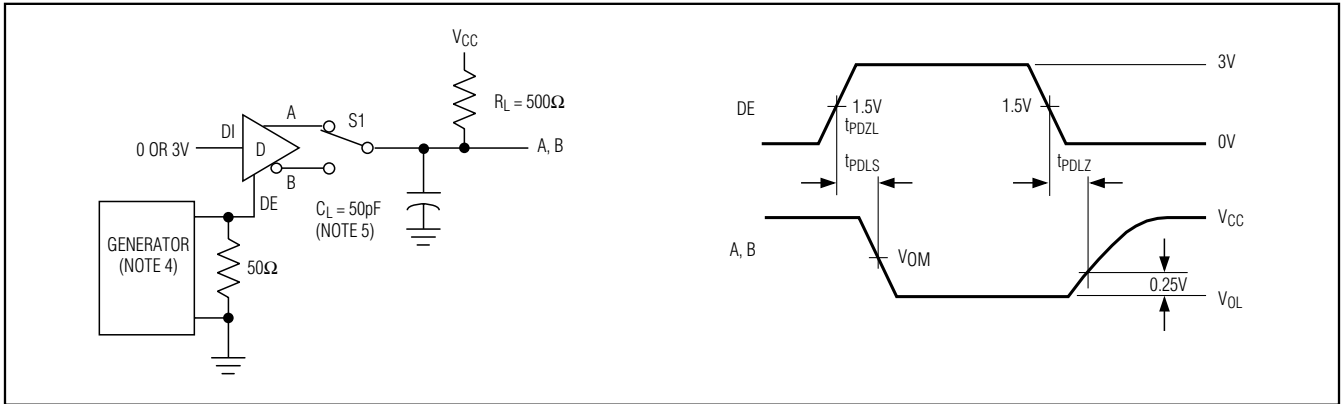 VCC
RL = 500Ω
A
S1
DI
0 OR 3V
D
B
A, B
DE
CL = 50pF
(NOTE 5)
GENERATOR
(NOTE 4)
50Ω
3V
DE
1.5V
1.5V
tPDZL
0V
tPDLS
tPDLZ
VCC
A, B
VOM
0.25V
VOL